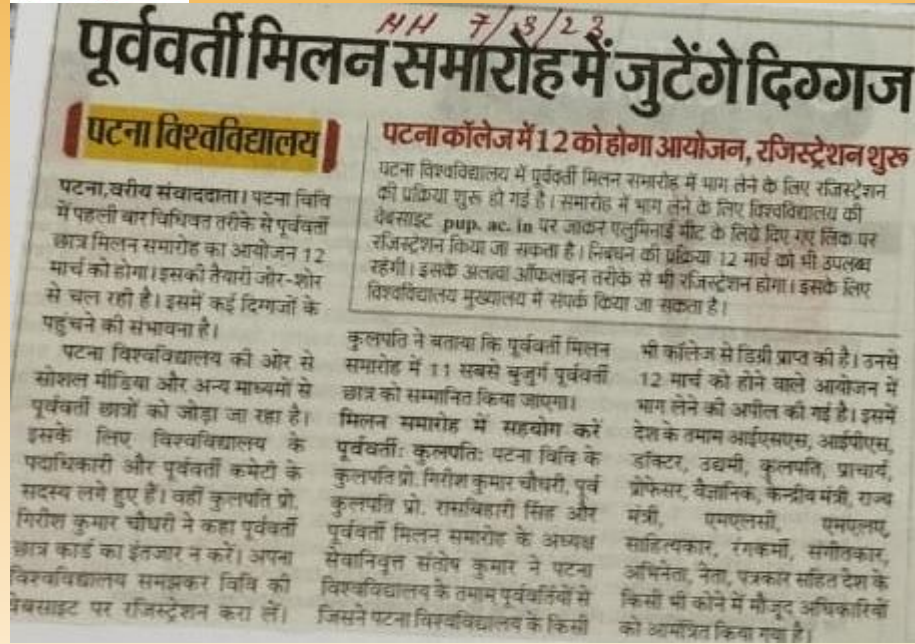 HH 7/3/23
पूर्ववर्ती मिलन समारोह में जुटेंगे दिग्गज
पटना विश्वविद्यालय
पटना,वरीय संवाददाता। पटना विवि
में पहली बार विधिवत तरीके से पूर्ववर्ती
छात्र मिलन समारोह का आयोजन 12
मार्च को होगा। इसकी तैयारी जोर-शोर
से चल रही है। इसमें कई दिग्गजों के
पहुंचने की संभावना है।
पटना विश्वविद्यालय की ओर से
सोशल मीडिया और अन्य माध्यमों से
पूर्ववर्ती छात्रों को जोड़ा जा रहा है।
इसके लिए विश्वविद्यालय के
पदाधिकारी और पूर्ववर्ती कमेटी के
सदस्य लगे हुए हैं। वहीं कुलपति प्रो.
गिरीश कुमार चौधरी ने कहा पूर्ववर्ती
छात्र कार्ड का इंतजार न करें। अपना
विश्वविद्यालय समझकर विवि की
वेबसाइट पर रजिस्ट्रेशन करा लें।
पटना कॉलेज में 12 को होगा आयोजन, रजिस्ट्रेशन शुरू
पटना विश्वविद्यालय में पूर्ववर्ती मिलन समारोह में भाग लेने के लिए रजिस्ट्रेशन
की प्रक्रिया शुरू हो गई है। समारोह में भाग लेने के लिए विश्वविद्यालय की
वेबसाइट pup. ac. in पर जाकर एलुमिनाई मीट के लिये दिए गए लिंक पर
रजिस्ट्रेशन किया जा सकता है। निबंधन की प्रक्रिया 12 मार्च को भी उपलब्ध
रहेगी। इसके अलावा ऑफलाइन तरीके से भी रजिस्ट्रेशन होगा। इसके लिए
विश्वविद्यालय मुख्यालय में संपर्क किया जा सकता है।
कुलपति ने बताया कि पूर्ववर्ती मिलन
समारोह में 11 सबसे बुजुर्ग पूर्ववर्ती
छात्र को सम्मानित किया जाएगा।
मिलन समारोह में सहयोग करें
पूर्ववर्ती: कुलपति: पटना विवि के
कुलपति प्रो. गिरीश कुमार चौधरी, पूर्व
कुलपति प्रो. रासबिहारी सिंह और
पूर्ववर्ती मिलन समारोह के अध्यक्ष
सेवानिवृत्त संतोष कुमार ने पटना
विश्वविद्यालय के तमाम पूर्ववर्तियों से
जिसने पटना विश्वविद्यालय के किसी
भी कॉलेज से डिग्री प्राप्त की है। उनसे
12 मार्च को होने वाले आयोजन में
भाग लेने की अपील की गई है। इसमें
देश के तमाम आईएसएस, आईपीएस,
डॉक्टर, उद्यमी, कुलपति, प्राचार्य,
प्रोफेसर, वैज्ञानिक, केन्द्रीय मंत्री, राज्य
मंत्री, एमएलसी, एमएलए,
साहित्यकार, रंगकर्मी, संगीतकार,
अभिनेता, नेता, पत्रकार सहित देश के
किसी भी कोने में मौजूद अधिकारियों
को आमंत्रित किया गया है।